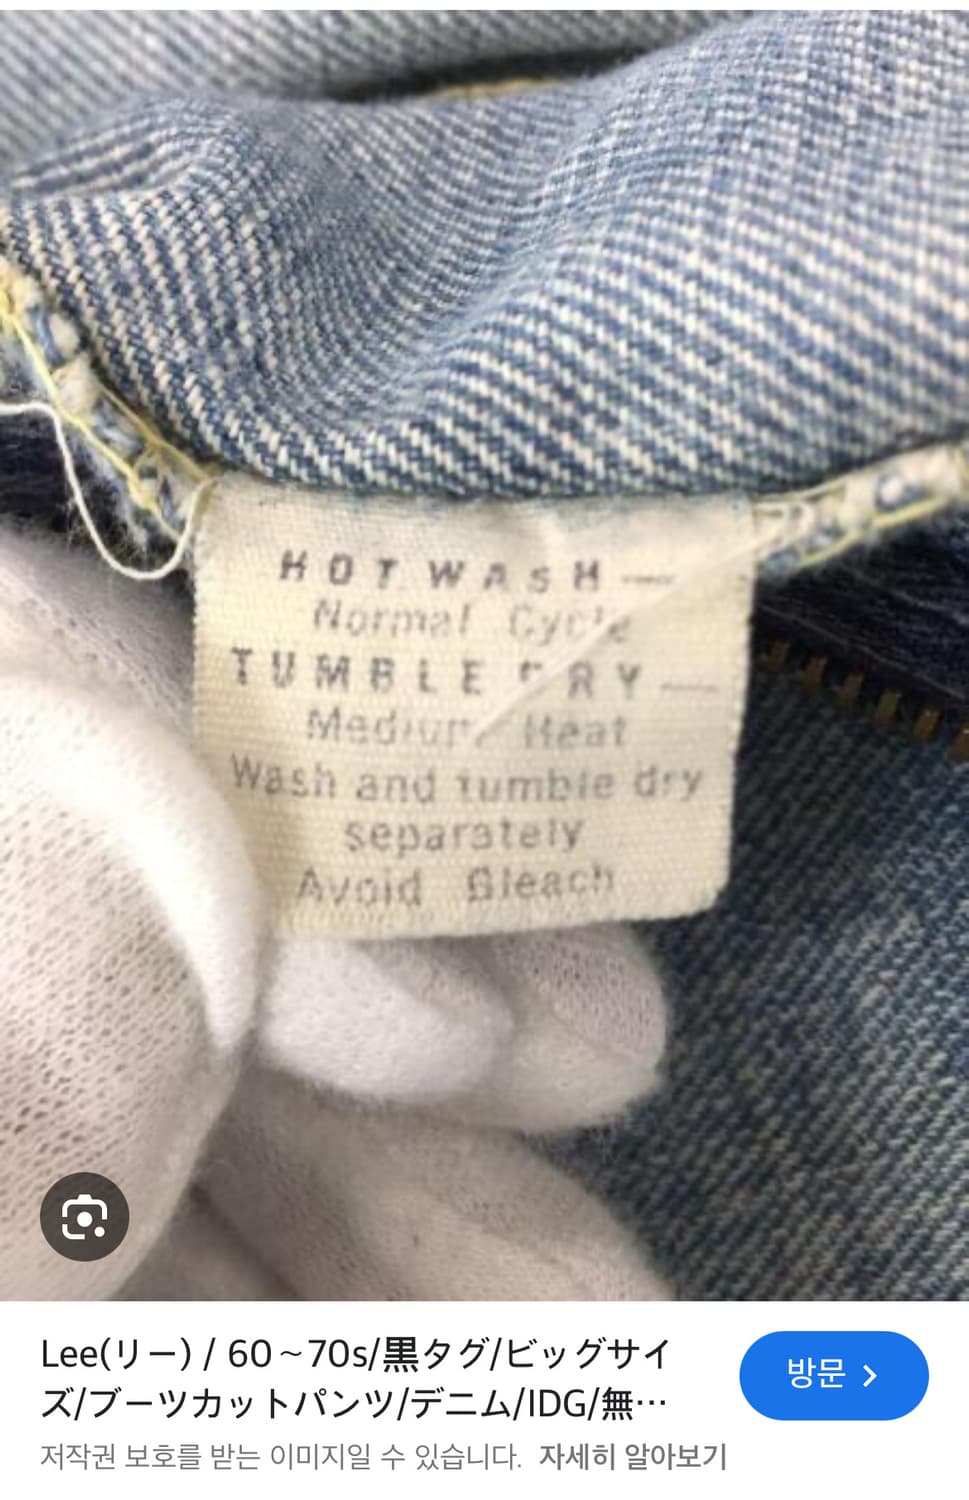 HOT WASH —
Normal Cycle
TUMBLE DRY —
Medium Heat
Wash and tumble dry
separately
Avoid Bleach
Lee(リー) / 60~70s/黒タグ/ビッグサイ
ズ/ブーツカットパンツ/デニム/IDG/無…
방문 >
저작권 보호를 받는 이미지일 수 있습니다. 자세히 알아보기